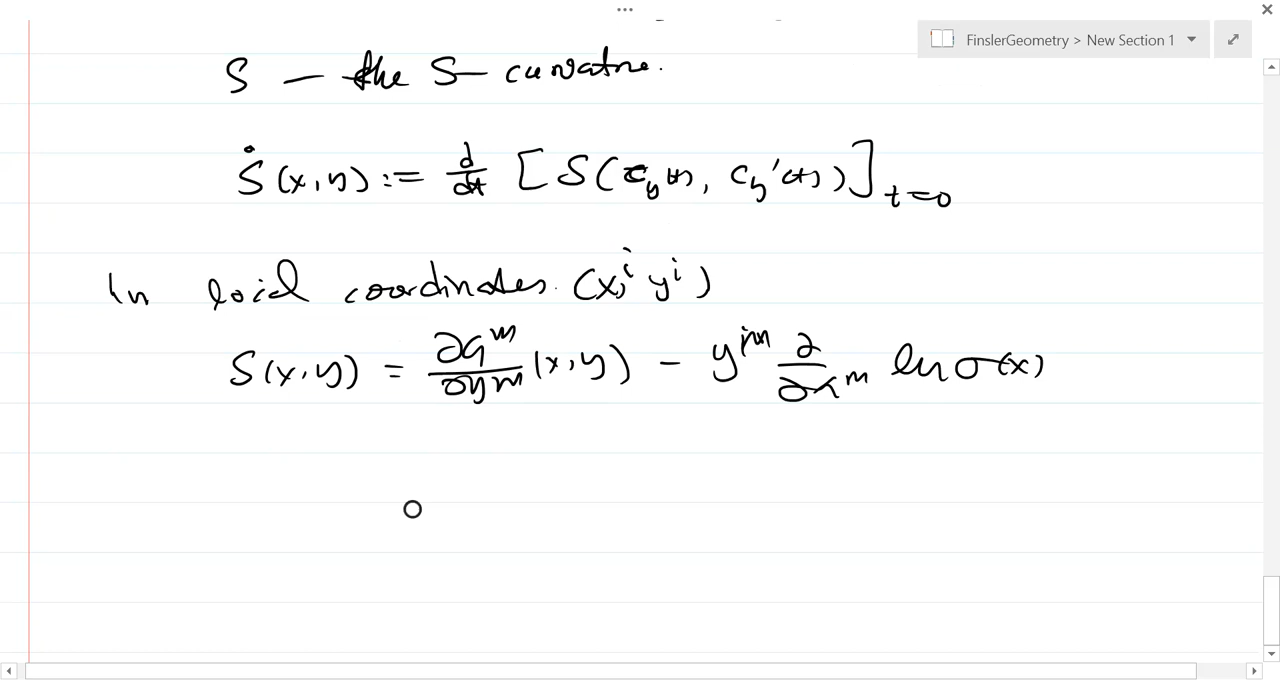 FinslerGeometry > New Section 1
S — the S— curvature.
Ṡ(x,y) := d/dt [S(c_y(t), c_y'(t))]_{t=0}
In local coordinates. (x^i, y^i)
S(x,y) = ∂G^m/∂y^m (x,y) − y^m ∂/∂x^m ln σ(x)